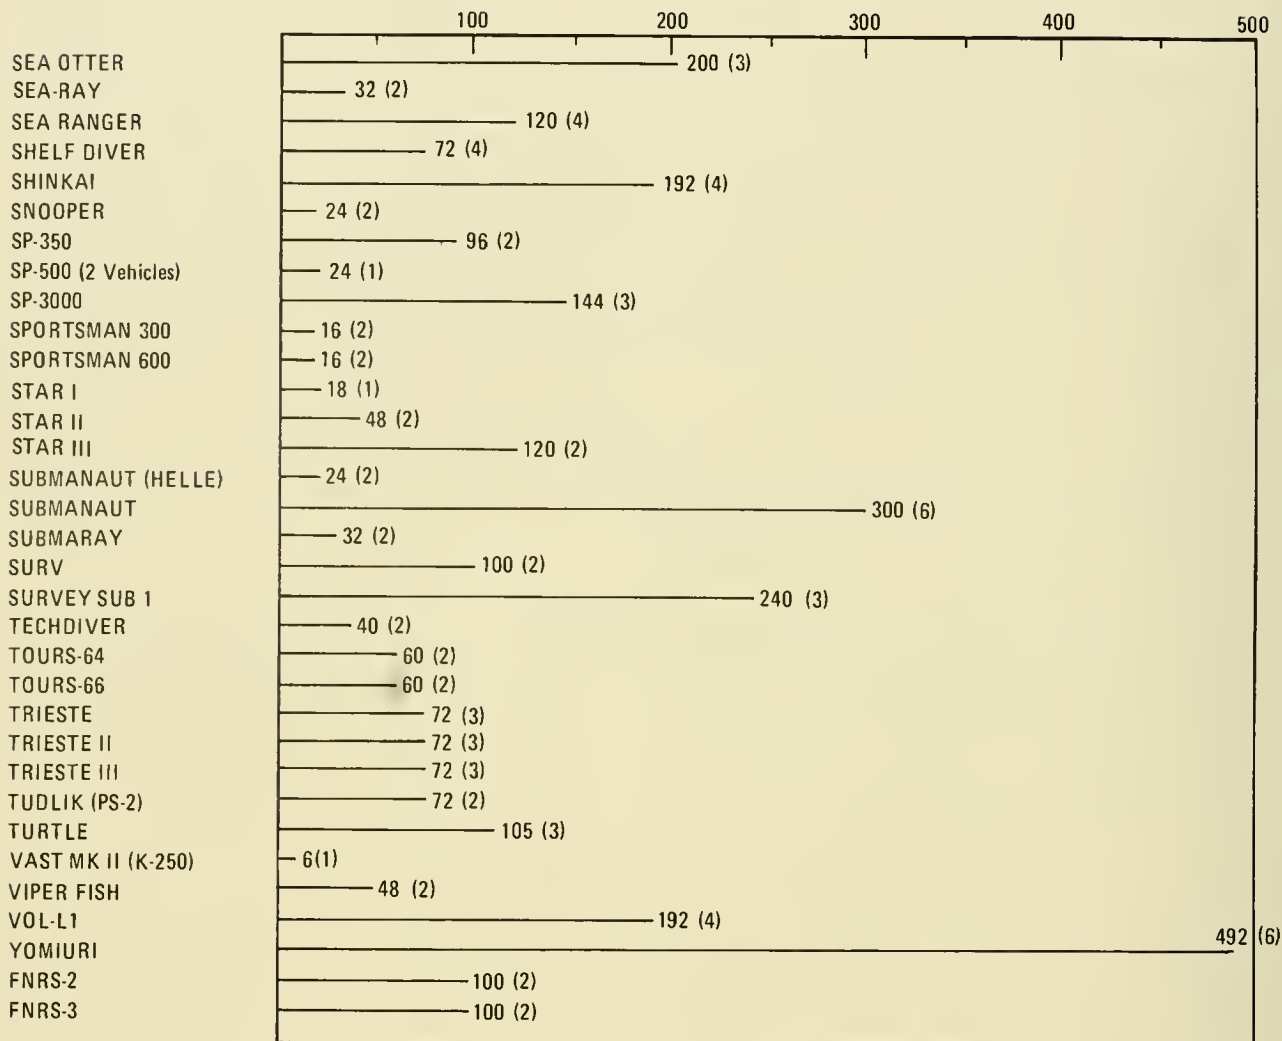 100 200 300 400 500
SEA OTTER 200 (3)
SEA-RAY 32 (2)
SEA RANGER 120 (4)
SHELF DIVER 72 (4)
SHINKAI 192 (4)
SNOOPER 24 (2)
SP-350 96 (2)
SP-500 (2 Vehicles) 24 (1)
SP-3000 144 (3)
SPORTSMAN 300 16 (2)
SPORTSMAN 600 16 (2)
STAR I 18 (1)
STAR II 48 (2)
STAR III 120 (2)
SUBMANAUT (HELLE) 24 (2)
SUBMANAUT 300 (6)
SUBMARAY 32 (2)
SURV 100 (2)
SURVEY SUB 1 240 (3)
TECHDIVER 40 (2)
TOURS-64 60 (2)
TOURS-66 60 (2)
TRIESTE 72 (3)
TRIESTE II 72 (3)
TRIESTE III 72 (3)
TUDLIK (PS-2) 72 (2)
TURTLE 105 (3)
VAST MK II (K-250) 6(1)
VIPER FISH 48 (2)
VOL-L1 192 (4)
YOMIURI 492 (6)
FNRS-2 100 (2)
FNRS-3 100 (2)